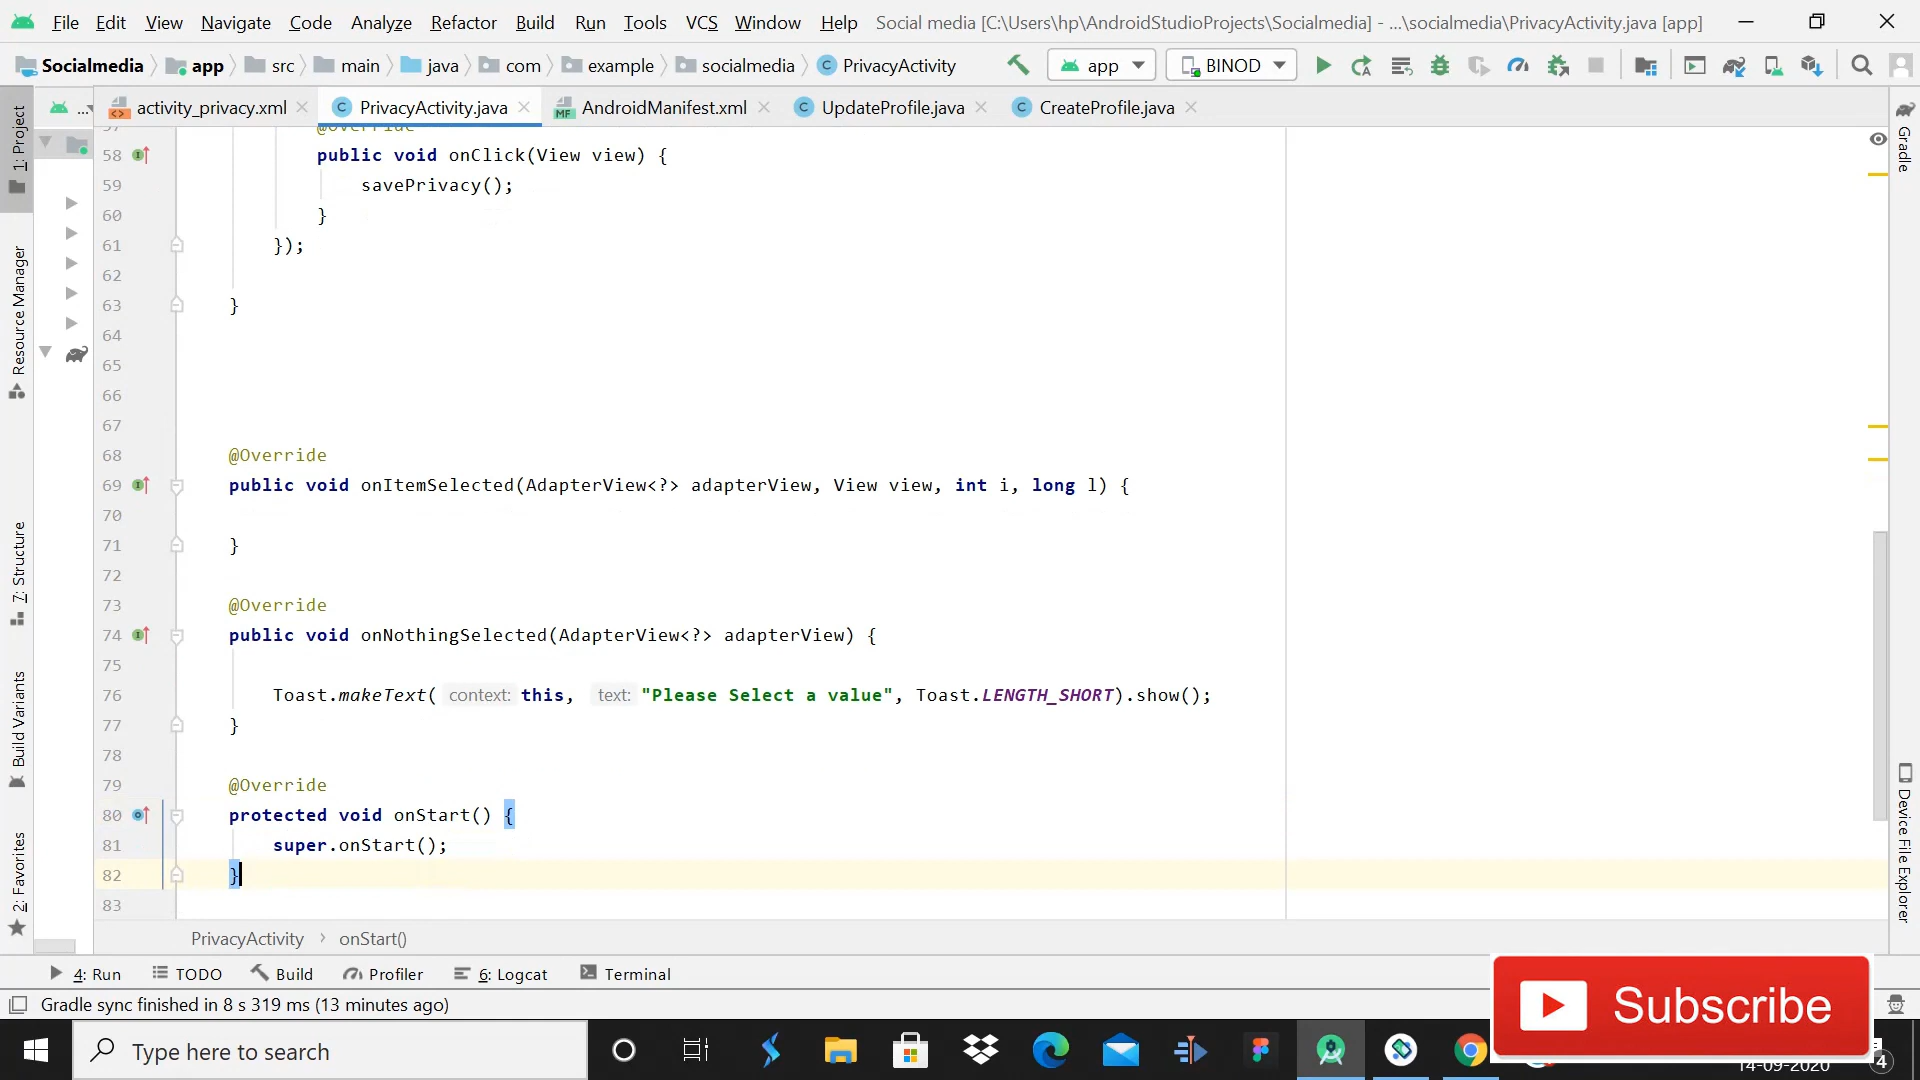 File Edit View Navigate Code Analyze Refactor Build Run Tools VCS Window Help Social media [C:\Users\hp\AndroidStudioProjects\Socialmedia] - ...\socialmedia\PrivacyActivity.java [app]
Socialmedia app src main java com example socialmedia PrivacyActivity app BINOD
... activity_privacy.xml PrivacyActivity.java AndroidManifest.xml UpdateProfile.java CreateProfile.java
1: Project
Resource Manager
7: Structure
Build Variants
2: Favorites
Gradle
Device File Explorer
57 @Override
58 public void onClick(View view) {
59 savePrivacy();
60 }
61 });
62
63 }
64
65
66
67
68 @Override
69 public void onItemSelected(AdapterView<?> adapterView, View view, int i, long l) {
70
71 }
72
73 @Override
74 public void onNothingSelected(AdapterView<?> adapterView) {
75
76 Toast.makeText( context: this, text: "Please Select a value", Toast.LENGTH_SHORT).show();
77 }
78
79 @Override
80 protected void onStart() {
81 super.onStart();
82 }
83
PrivacyActivity › onStart()
4: Run TODO Build Profiler 6: Logcat Terminal
Gradle sync finished in 8 s 319 ms (13 minutes ago)
Subscribe
Type here to search
14-09-2020
4